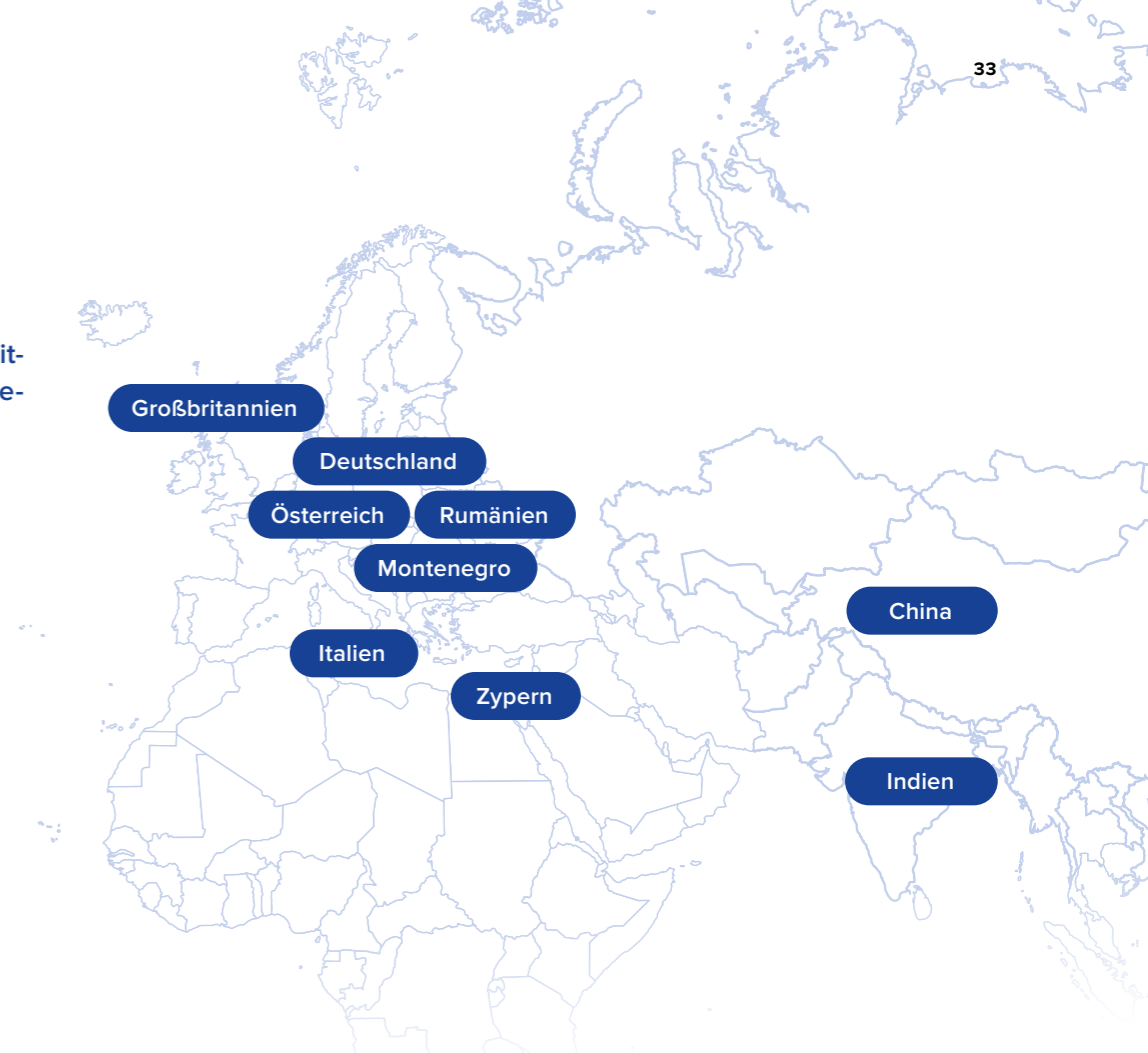 33
it-
e-
Großbritannien
Deutschland
Österreich
Rumänien
Montenegro
China
Italien
Zypern
Indien